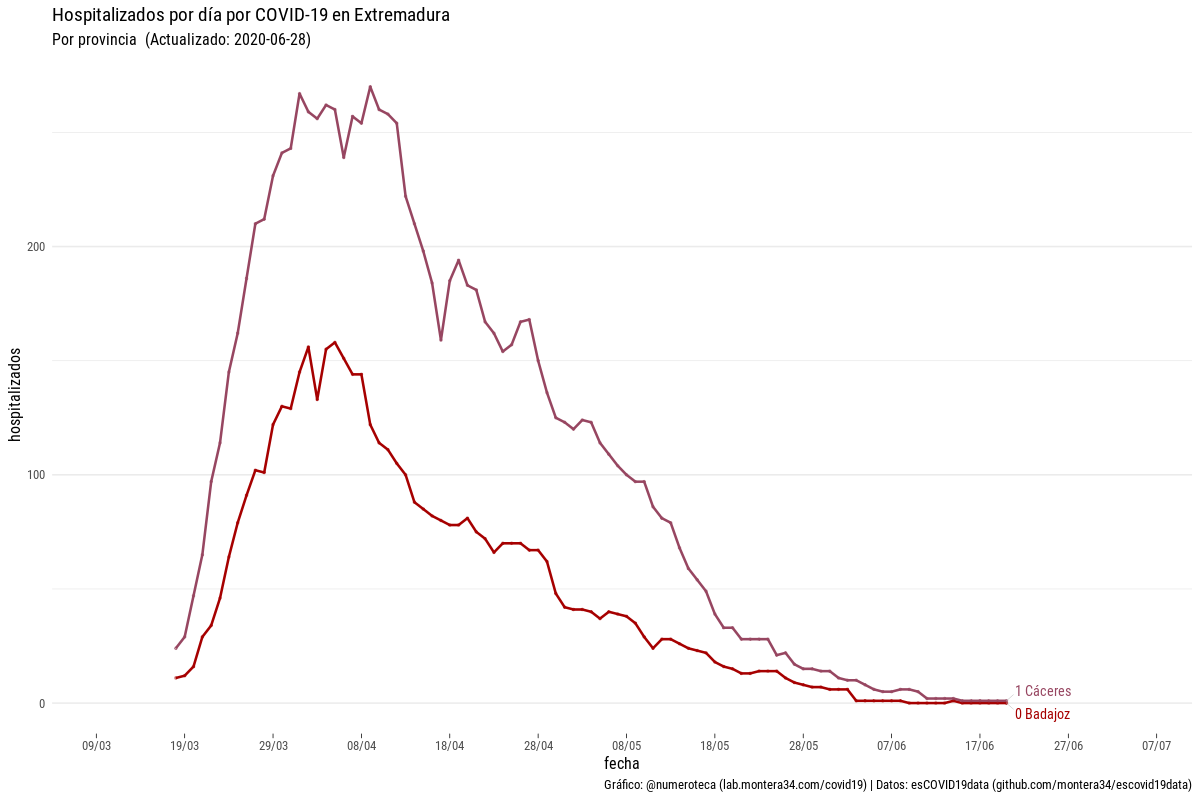 Hospitalizados por día por COVID-19 en Extremadura
Por provincia (Actualizado: 2020-06-28)
hospitalizados
200
100
0
1 Cáceres
0 Badajoz
09/03 19/03 29/03 08/04 18/04 28/04 08/05 18/05 28/05 07/06 17/06 27/06 07/07
fecha
Gráfico: @numeroteca (lab.montera34.com/covid19) | Datos: esCOVID19data (github.com/montera34/escovid19data)